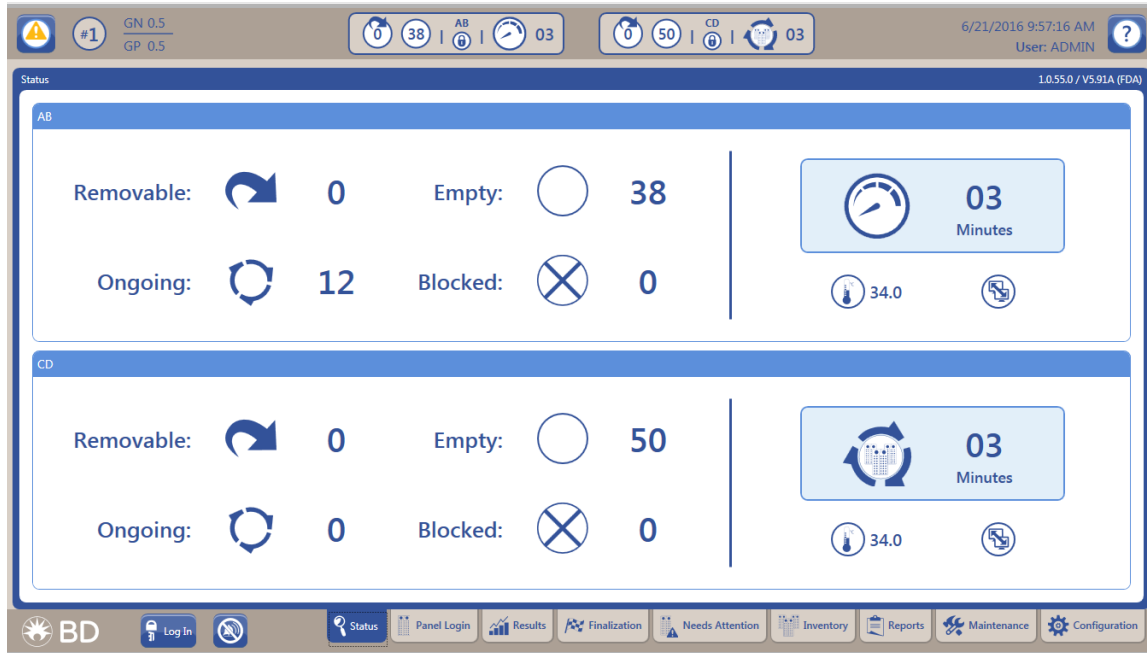 #1
GN 0.5
GP 0.5
0 38 | AB | 03
0 50 | CD | 03
6/21/2016 9:57:16 AM
User: ADMIN
?
Status
1.0.55.0 / V5.91A (FDA)
AB
Removable: 0 Empty: 38
03
Minutes
Ongoing: 12 Blocked: 0
34.0
CD
Removable: 0 Empty: 50
03
Minutes
Ongoing: 0 Blocked: 0
34.0
BD
Log In
Status
Panel Login
Results
Finalization
Needs Attention
Inventory
Reports
Maintenance
Configuration